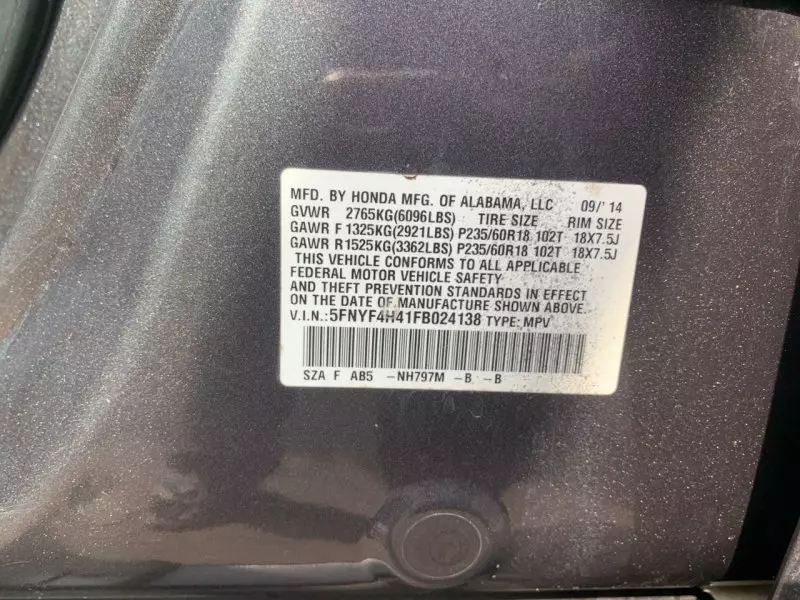 MFD. BY HONDA MFG. OF ALABAMA, LLC 09/'14
GVWR 2765KG(6096LBS) TIRE SIZE RIM SIZE
GAWR F 1325KG(2921LBS) P235/60R18 102T 18X7.5J
GAWR R1525KG(3362LBS) P235/60R18 102T 18X7.5J
THIS VEHICLE CONFORMS TO ALL APPLICABLE
FEDERAL MOTOR VEHICLE SAFETY
AND THEFT PREVENTION STANDARDS IN EFFECT
ON THE DATE OF MANUFACTURE SHOWN ABOVE.
V.I.N.: 5FNYF4H41FB024138 TYPE: MPV
SZA F AB5 -NH797M -B -B